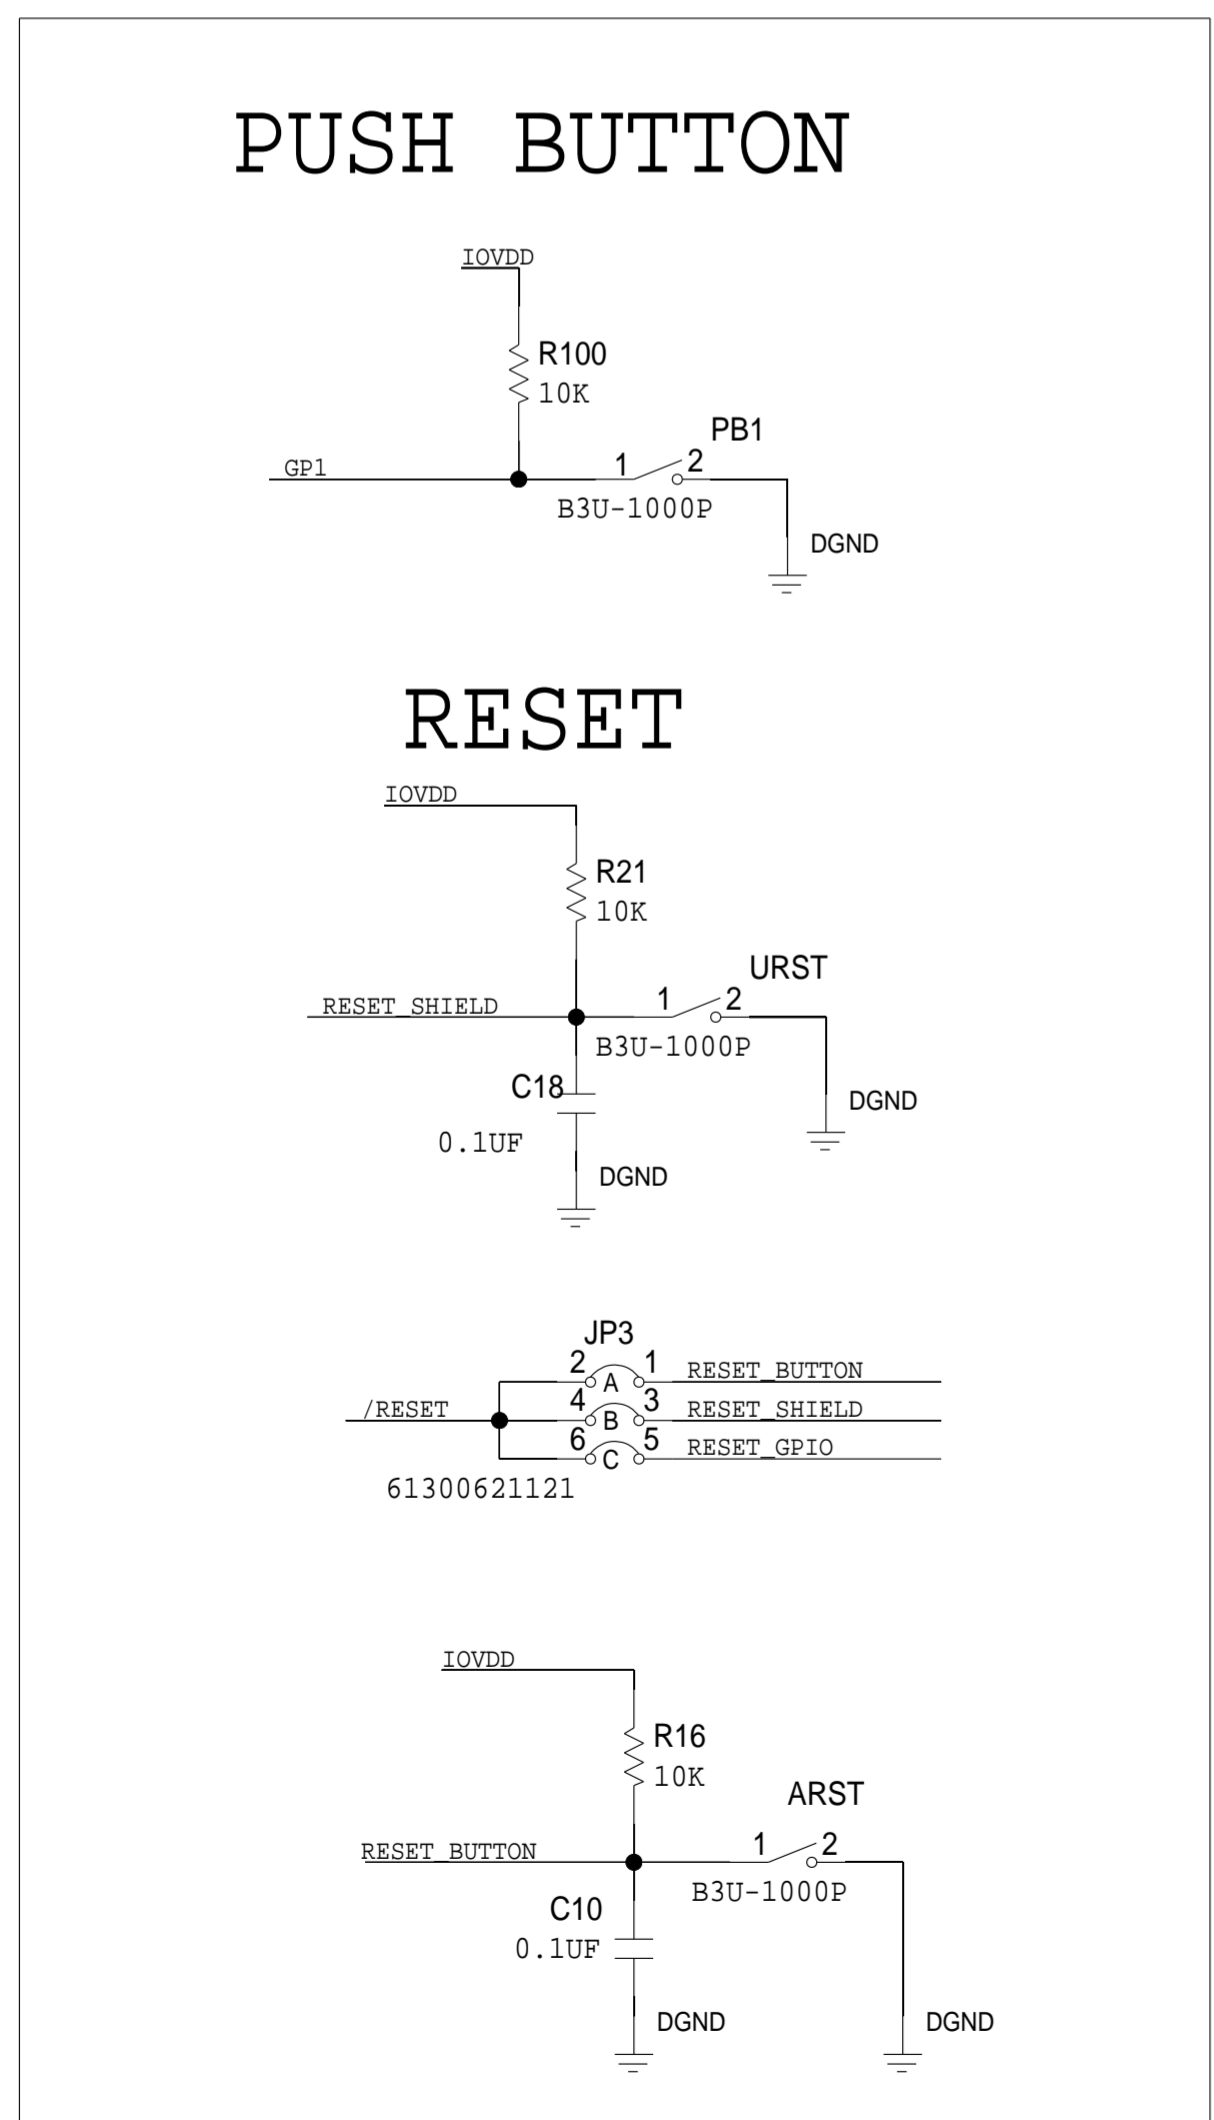 PUSH BUTTON
IOVDD
R100
10K
PB1
GP1
1 2
B3U-1000P
DGND
RESET
IOVDD
R21
10K
URST
RESET_SHIELD
1 2
B3U-1000P
C18
0.1UF
DGND
DGND
JP3
2 A 1 RESET_BUTTON
/RESET 4 B 3 RESET_SHIELD
6 C 5 RESET_GPIO
61300621121
IOVDD
R16
10K
ARST
RESET_BUTTON
1 2
B3U-1000P
C10
0.1UF
DGND DGND